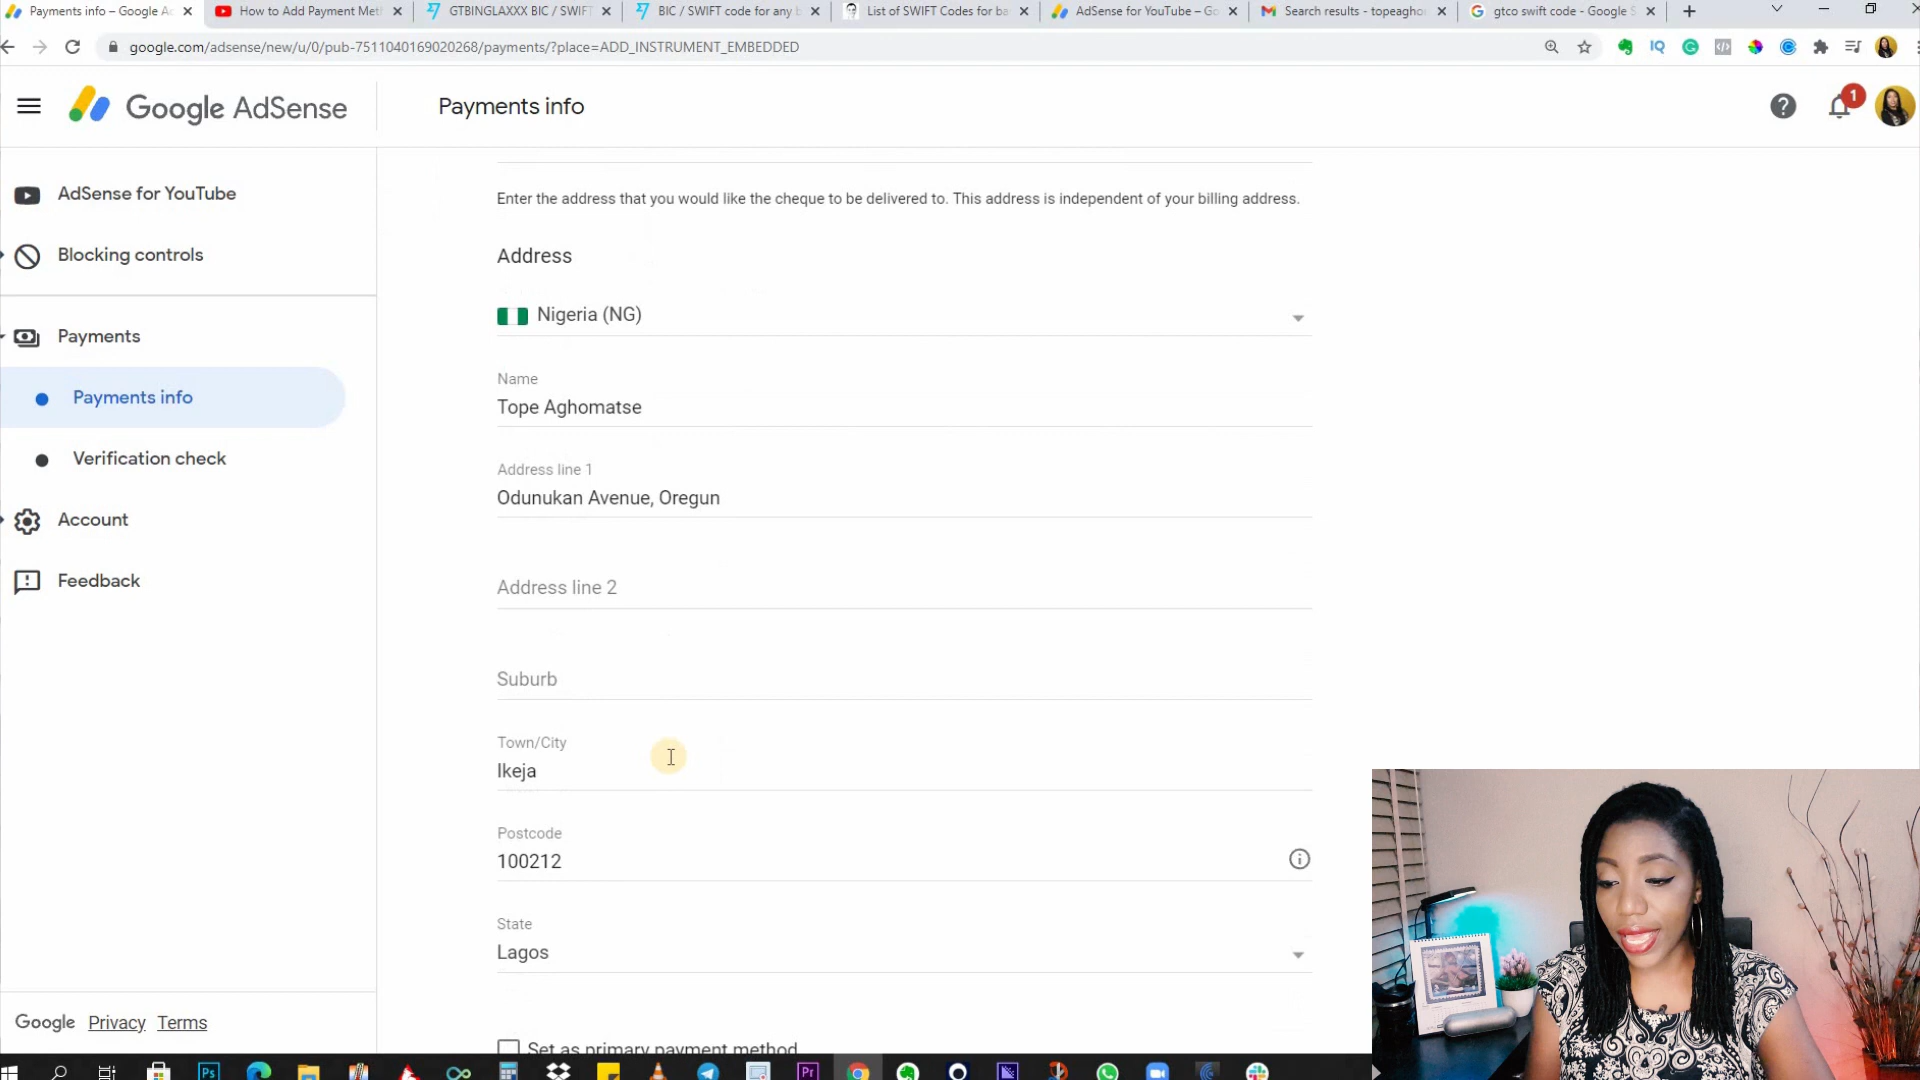 Payments info – Google Ac
How to Add Payment Met
GTBINGLAXXX BIC / SWIFT
BIC / SWIFT code for any b
List of SWIFT Codes for ba
AdSense for YouTube – Go
Search results - topeagho
gtco swift code - Google S
google.com/adsense/new/u/0/pub-7511040169020268/payments/?place=ADD_INSTRUMENT_EMBEDDED
Google AdSense
Payments info
1
AdSense for YouTube
Blocking controls
Payments
Payments info
Verification check
Account
Feedback
Google Privacy Terms
Enter the address that you would like the cheque to be delivered to. This address is independent of your billing address.
Address
Nigeria (NG)
Name
Tope Aghomatse
Address line 1
Odunukan Avenue, Oregun
Address line 2
Suburb
Town/City
Ikeja
Postcode
100212
State
Lagos
Set as primary payment method